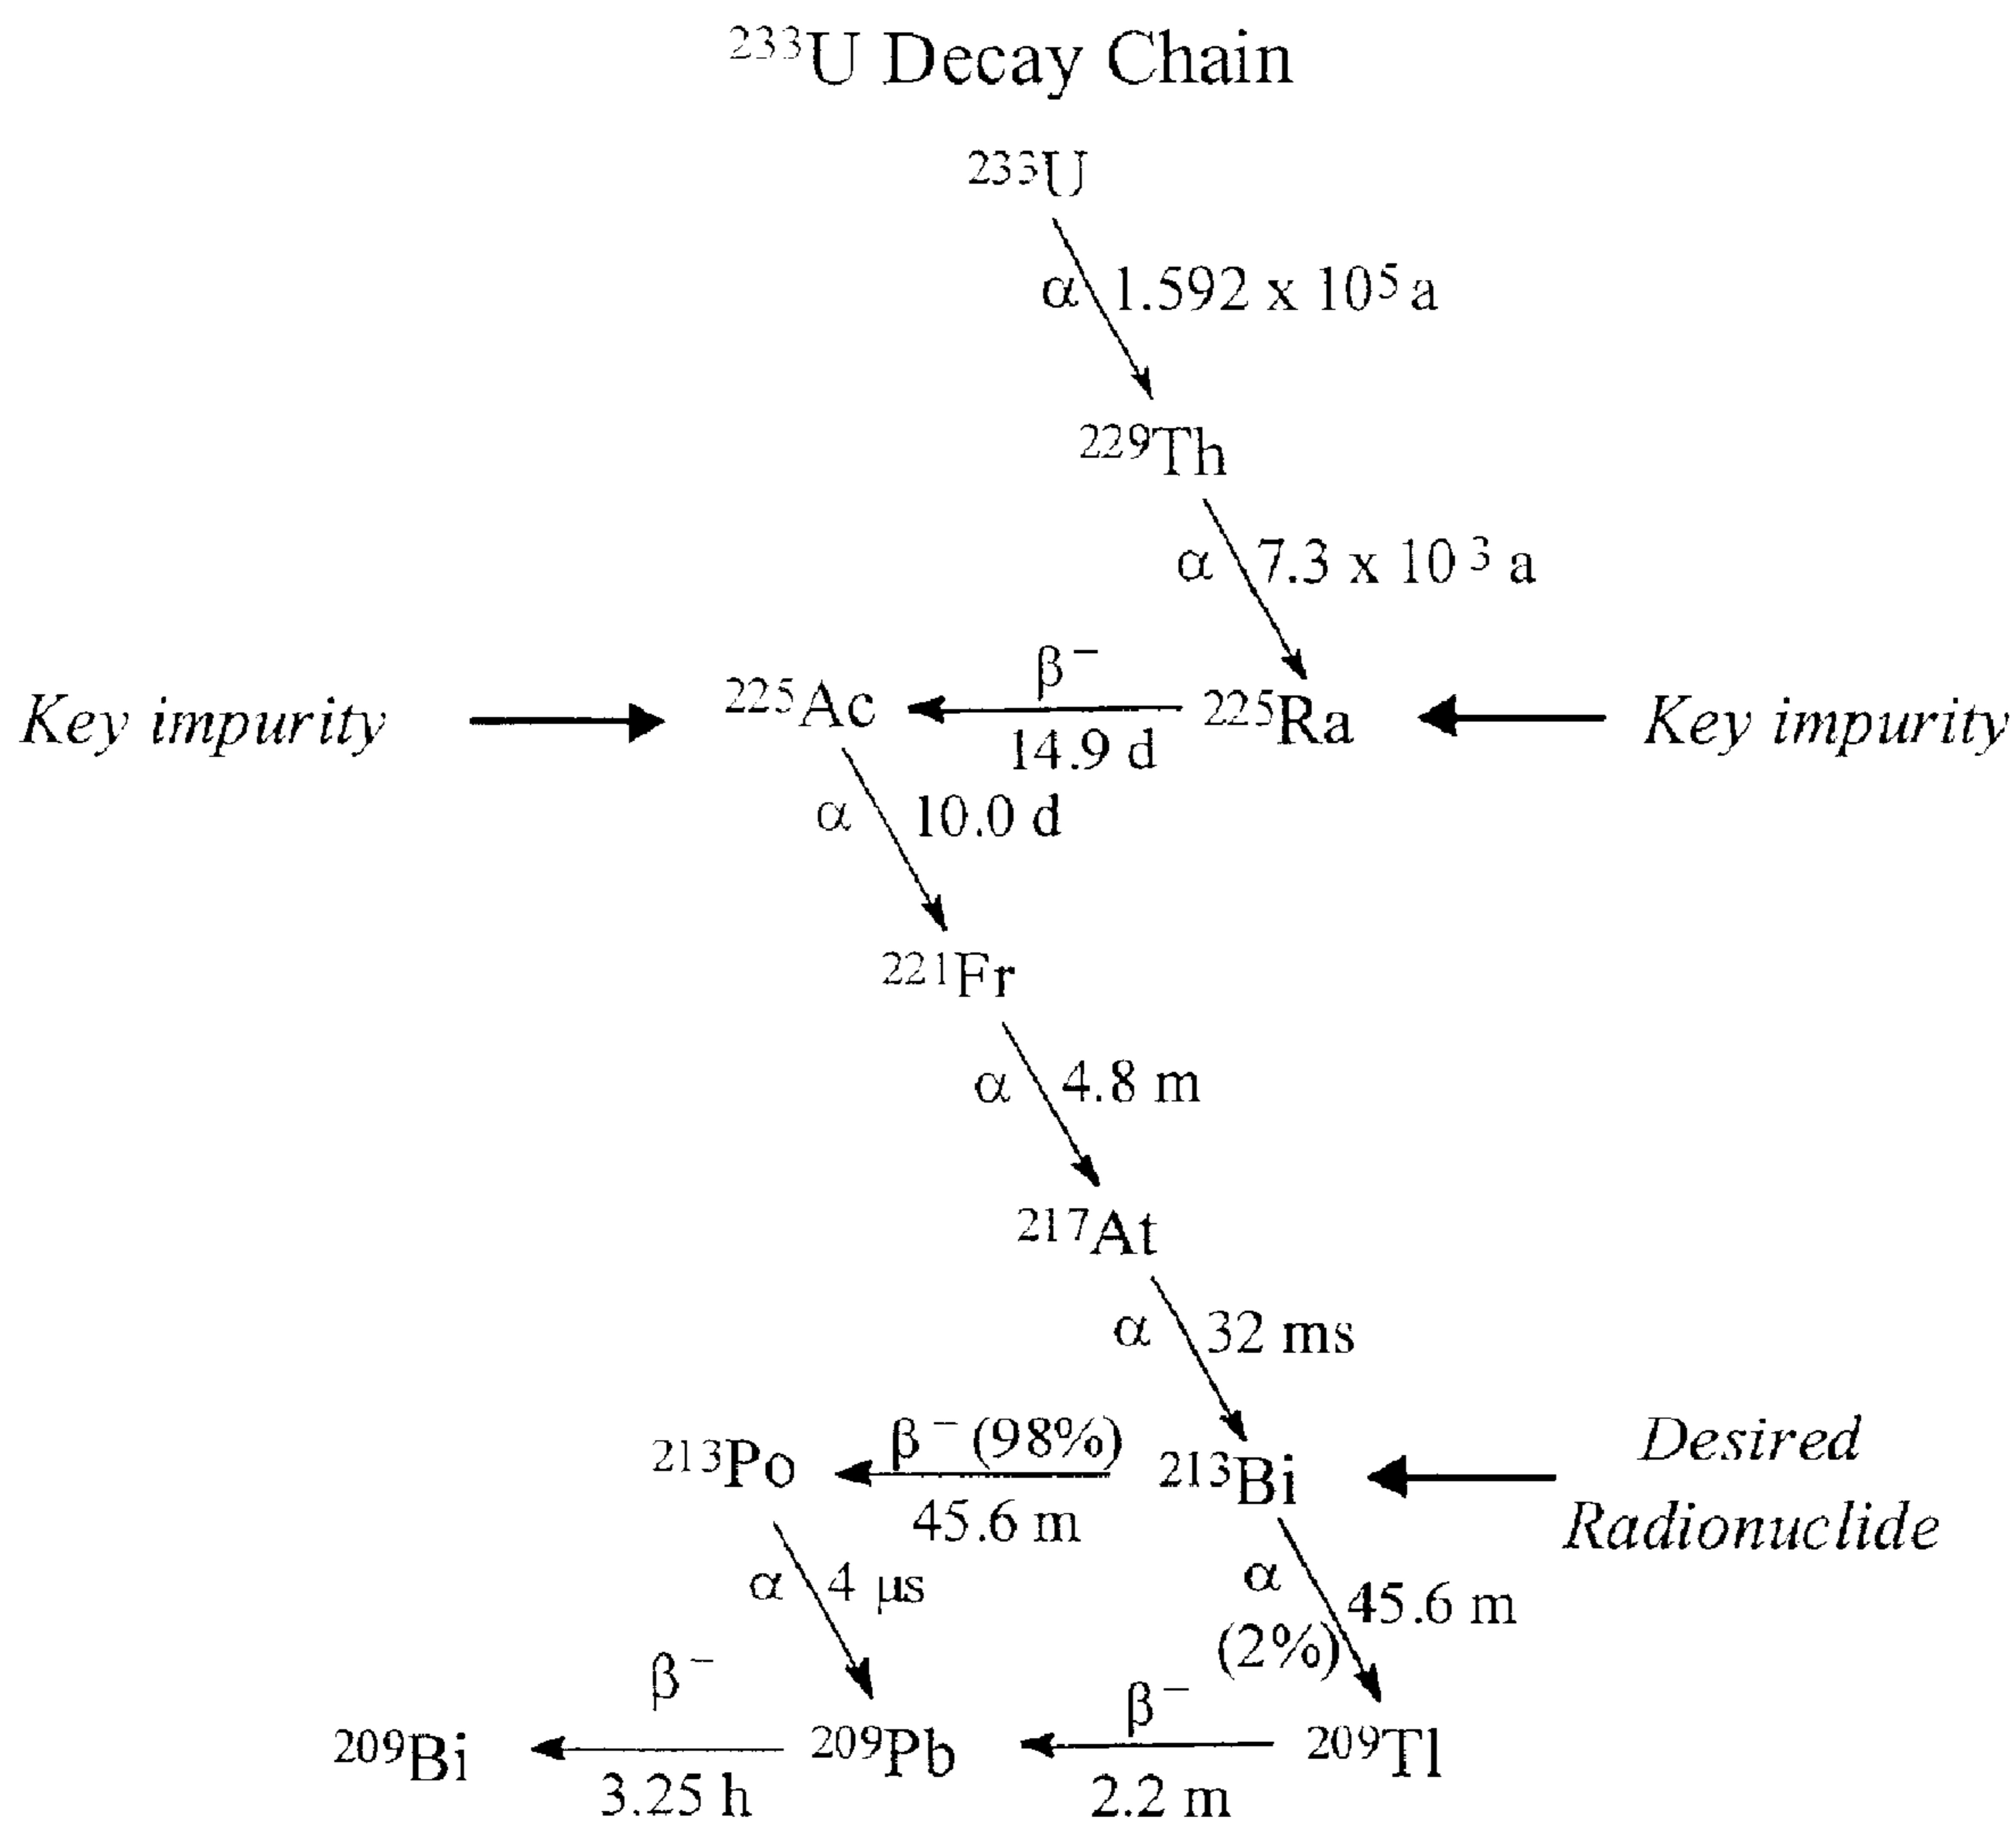 ²³³U Decay Chain
²³³U
α 1.592 x 10⁵ a
²²⁹Th
α 7.3 x 10³ a
β⁻
Key impurity ²²⁵Ac ²²⁵Ra Key impurity
14.9 d
α 10.0 d
²²¹Fr
α 4.8 m
²¹⁷At
α 32 ms
²¹³Po β⁻ (98%) ²¹³Bi Desired
45.6 m Radionuclide
α 4 μs α 45.6 m
(2%)
β⁻ β⁻
²⁰⁹Bi ²⁰⁹Pb ²⁰⁹Tl
3.25 h 2.2 m